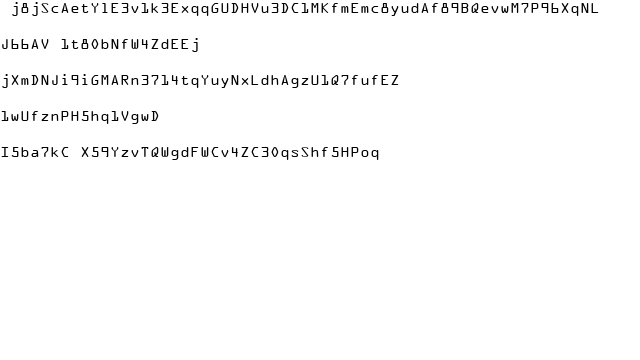 j8jScAetY1E3v1k3ExqqGUDHVu3DC1MKfmEmc8yudAf89BQevwM7P96XqNL
J66AV 1t80bNfW4ZdEEj
jXmDNJi9iGMARn3714tqYuyNxLdhAgzU1Q7fufEZ
1wUfznPH5hq1VgwD
I5ba7kC X59YzvTQWgdFWCv4ZC30qsShf5HPoq